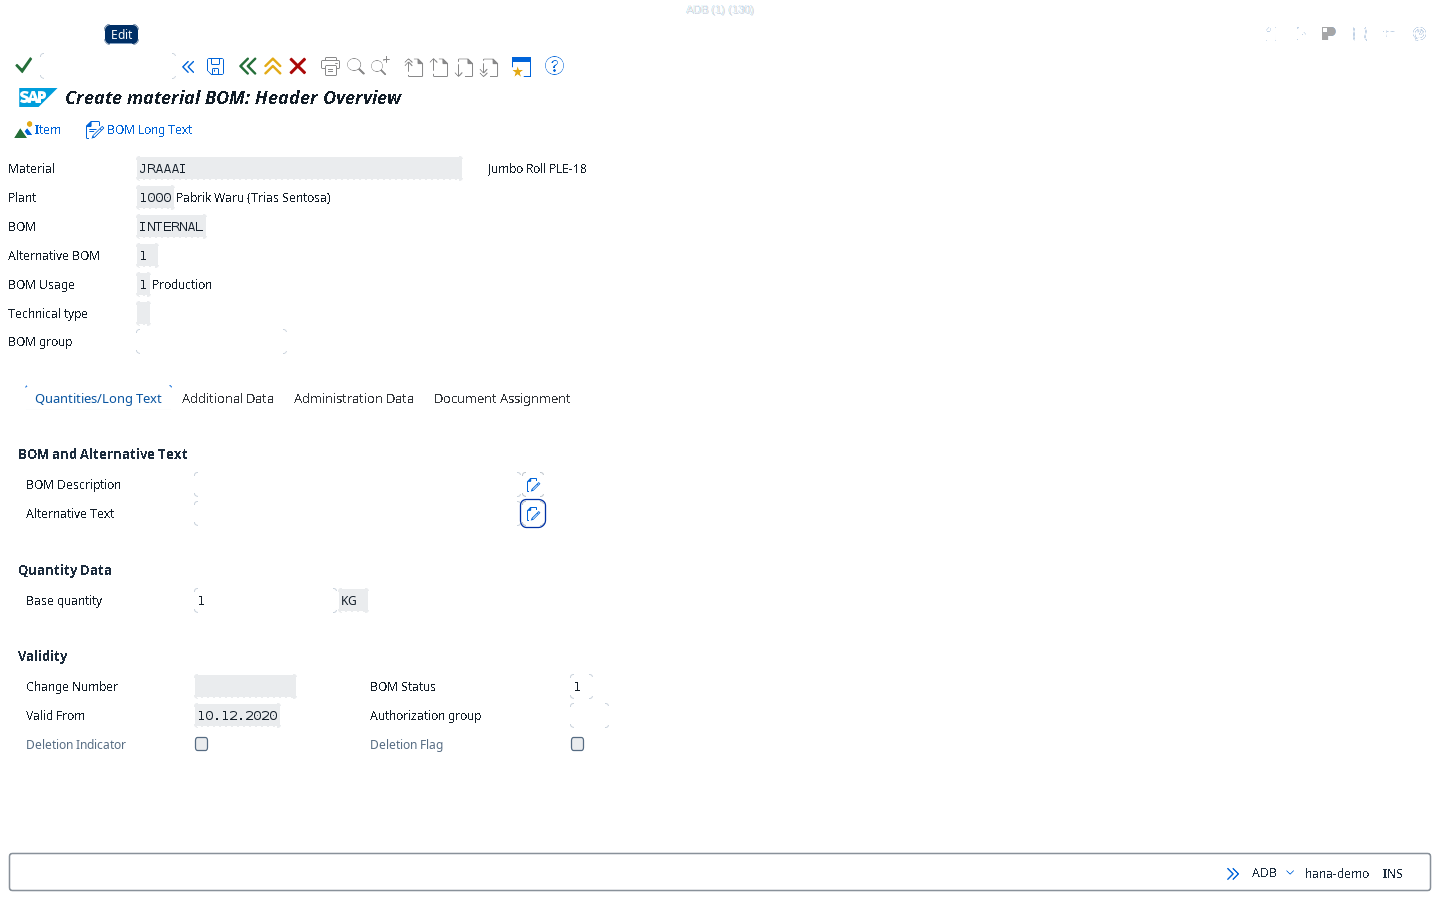 ADB (1) (130)
Edit
SAP Create material BOM: Header Overview
Item BOM Long Text
Material JRAAAI Jumbo Roll PLE-18
Plant 1000 Pabrik Waru (Trias Sentosa)
BOM INTERNAL
Alternative BOM 1
BOM Usage 1 Production
Technical type
BOM group
Quantities/Long Text Additional Data Administration Data Document Assignment
BOM and Alternative Text
BOM Description
Alternative Text
Quantity Data
Base quantity 1 KG
Validity
Change Number BOM Status 1
Valid From 10.12.2020 Authorization group
Deletion Indicator Deletion Flag
ADB hana-demo INS